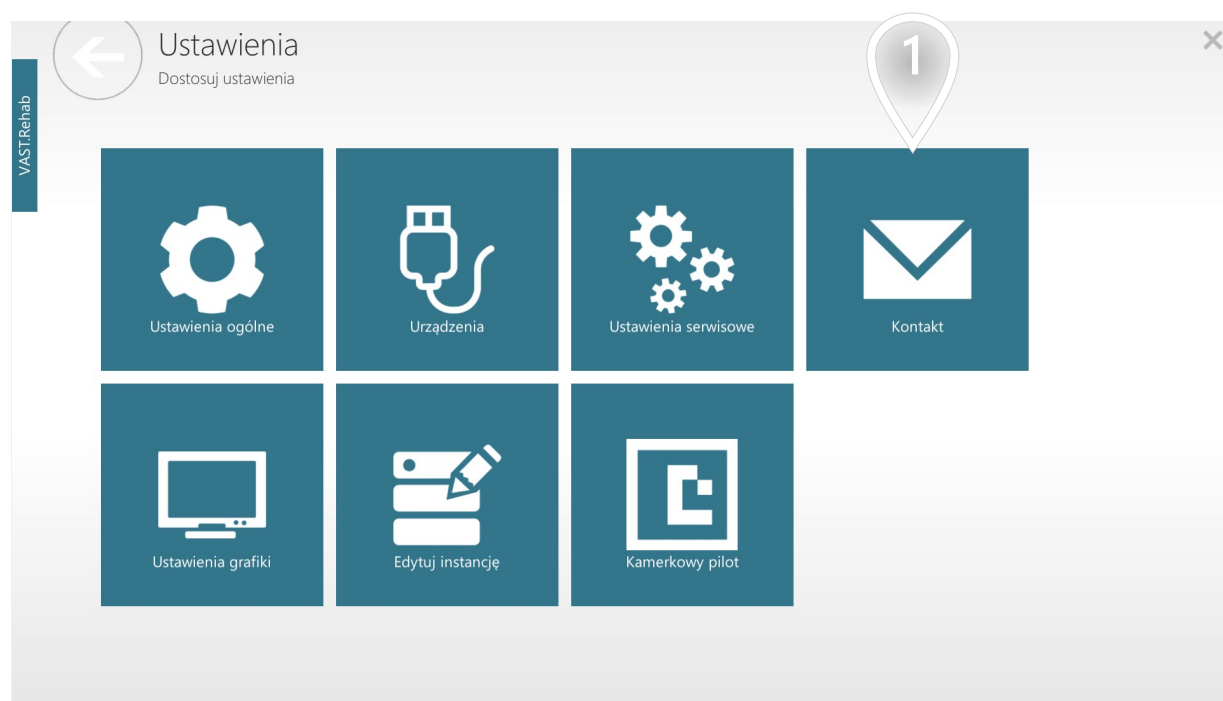 Ustawienia
Dostosuj ustawienia
1
VAST.Rehab
Ustawienia ogólne
Urządzenia
Ustawienia serwisowe
Kontakt
Ustawienia grafiki
Edytuj instancję
Kamerkowy pilot